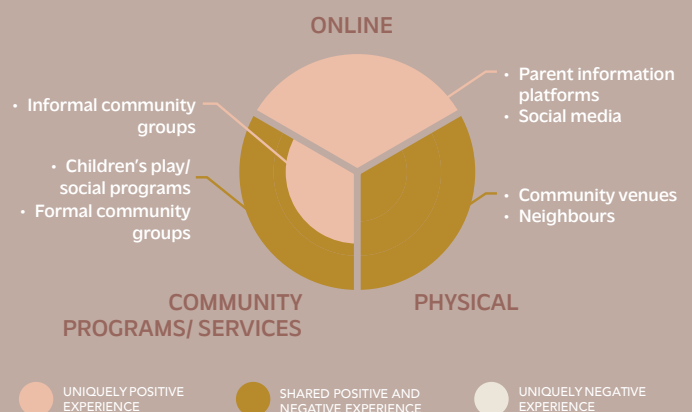 ONLINE
• Parent information
platforms
• Social media
• Informal community
groups
• Children's play/
social programs
• Formal community
groups
• Community venues
• Neighbours
COMMUNITY
PROGRAMS/ SERVICES
PHYSICAL
UNIQUELY POSITIVE
EXPERIENCE
SHARED POSITIVE AND
NEGATIVE EXPERIENCE
UNIQUELY NEGATIVE
EXPERIENCE